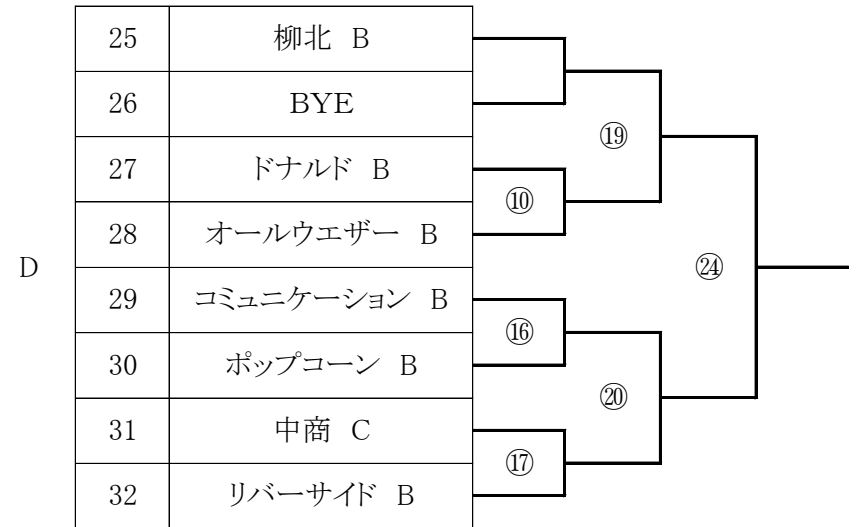 25 柳北 B
26 BYE
⑲
27 ドナルド B
⑩
28 オールウエザー B
D
㉔
29 コミュニケーション B
⑯
30 ポップコーン B
⑳
31 中商 C
⑰
32 リバーサイド B